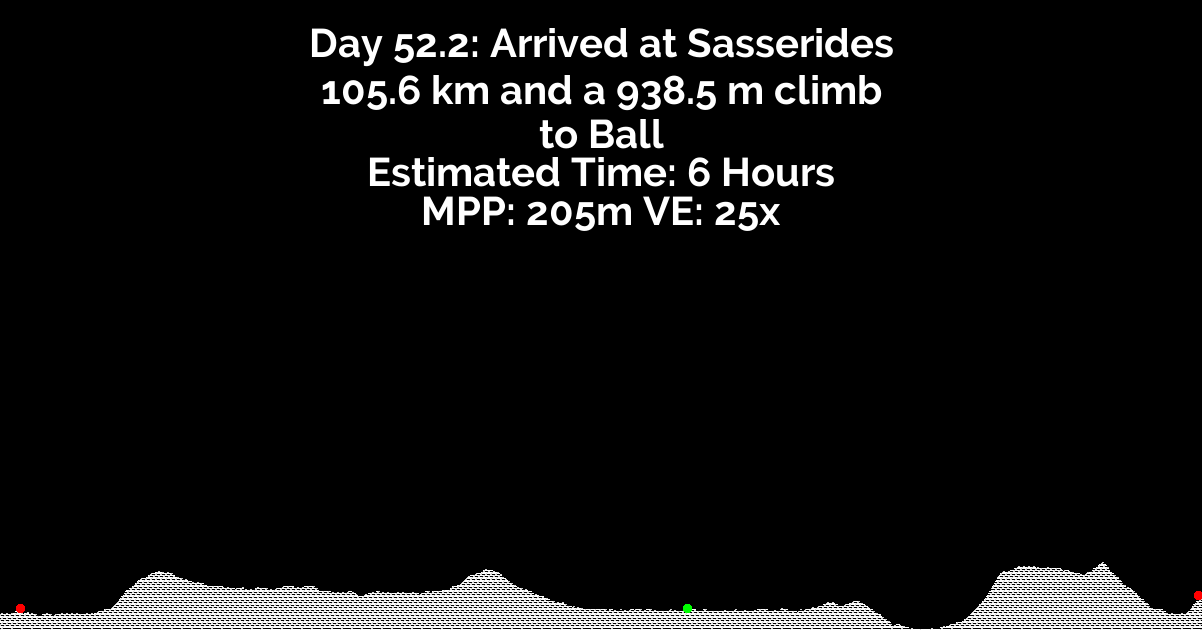 Day 52.2: Arrived at Sasserides
105.6 km and a 938.5 m climb
to Ball
Estimated Time: 6 Hours
MPP: 205m VE: 25x